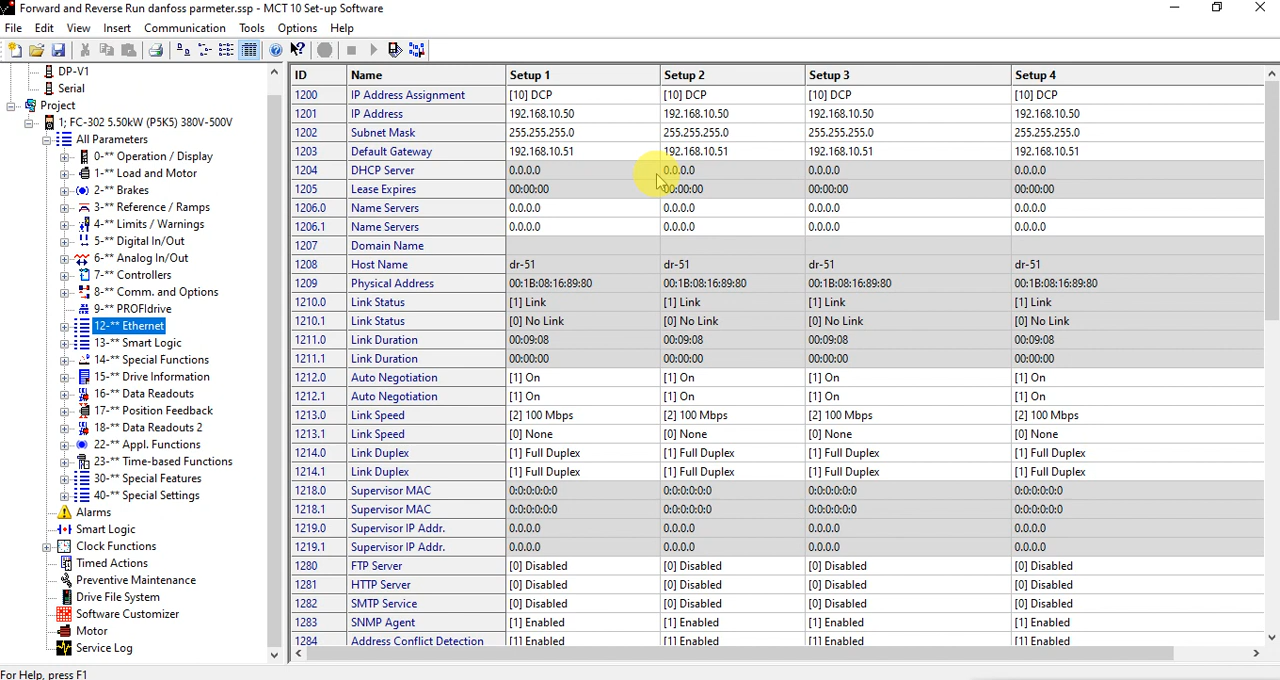 Forward and Reverse Run danfoss parmeter.ssp - MCT 10 Set-up Software
File Edit View Insert Communication Tools Options Help
DP-V1
Serial
Project
1; FC-302 5.50kW (P5K5) 380V-500V
All Parameters
0-** Operation / Display
1-** Load and Motor
2-** Brakes
3-** Reference / Ramps
4-** Limits / Warnings
5-** Digital In/Out
6-** Analog In/Out
7-** Controllers
8-** Comm. and Options
9-** PROFIdrive
12-** Ethernet
13-** Smart Logic
14-** Special Functions
15-** Drive Information
16-** Data Readouts
17-** Position Feedback
18-** Data Readouts 2
22-** Appl. Functions
23-** Time-based Functions
30-** Special Features
40-** Special Settings
Alarms
Smart Logic
Clock Functions
Timed Actions
Preventive Maintenance
Drive File System
Software Customizer
Motor
Service Log
ID Name Setup 1 Setup 2 Setup 3 Setup 4
1200 IP Address Assignment [10] DCP [10] DCP [10] DCP [10] DCP
1201 IP Address 192.168.10.50 192.168.10.50 192.168.10.50 192.168.10.50
1202 Subnet Mask 255.255.255.0 255.255.255.0 255.255.255.0 255.255.255.0
1203 Default Gateway 192.168.10.51 192.168.10.51 192.168.10.51 192.168.10.51
1204 DHCP Server 0.0.0.0 0.0.0.0 0.0.0.0 0.0.0.0
1205 Lease Expires 00:00:00 00:00:00 00:00:00 00:00:00
1206.0 Name Servers 0.0.0.0 0.0.0.0 0.0.0.0 0.0.0.0
1206.1 Name Servers 0.0.0.0 0.0.0.0 0.0.0.0 0.0.0.0
1207 Domain Name
1208 Host Name dr-51 dr-51 dr-51 dr-51
1209 Physical Address 00:1B:08:16:89:80 00:1B:08:16:89:80 00:1B:08:16:89:80 00:1B:08:16:89:80
1210.0 Link Status [1] Link [1] Link [1] Link [1] Link
1210.1 Link Status [0] No Link [0] No Link [0] No Link [0] No Link
1211.0 Link Duration 00:09:08 00:09:08 00:09:08 00:09:08
1211.1 Link Duration 00:00:00 00:00:00 00:00:00 00:00:00
1212.0 Auto Negotiation [1] On [1] On [1] On [1] On
1212.1 Auto Negotiation [1] On [1] On [1] On [1] On
1213.0 Link Speed [2] 100 Mbps [2] 100 Mbps [2] 100 Mbps [2] 100 Mbps
1213.1 Link Speed [0] None [0] None [0] None [0] None
1214.0 Link Duplex [1] Full Duplex [1] Full Duplex [1] Full Duplex [1] Full Duplex
1214.1 Link Duplex [1] Full Duplex [1] Full Duplex [1] Full Duplex [1] Full Duplex
1218.0 Supervisor MAC 0:0:0:0:0:0 0:0:0:0:0:0 0:0:0:0:0:0 0:0:0:0:0:0
1218.1 Supervisor MAC 0:0:0:0:0:0 0:0:0:0:0:0 0:0:0:0:0:0 0:0:0:0:0:0
1219.0 Supervisor IP Addr. 0.0.0.0 0.0.0.0 0.0.0.0 0.0.0.0
1219.1 Supervisor IP Addr. 0.0.0.0 0.0.0.0 0.0.0.0 0.0.0.0
1280 FTP Server [0] Disabled [0] Disabled [0] Disabled [0] Disabled
1281 HTTP Server [0] Disabled [0] Disabled [0] Disabled [0] Disabled
1282 SMTP Service [0] Disabled [0] Disabled [0] Disabled [0] Disabled
1283 SNMP Agent [1] Enabled [1] Enabled [1] Enabled [1] Enabled
1284 Address Conflict Detection [1] Enabled [1] Enabled [1] Enabled [1] Enabled
For Help, press F1